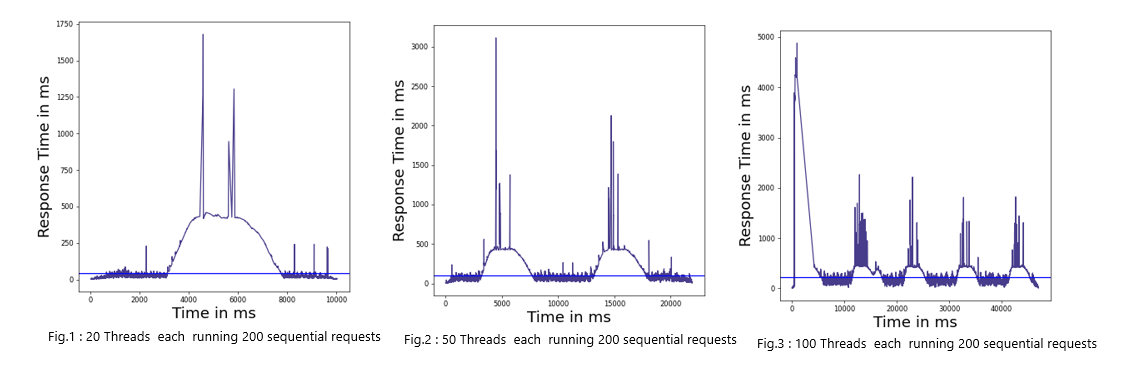 1750
1500
1250
1000
750
500
250
0
Response Time in ms
0 2000 4000 6000 8000 10000
Time in ms
Fig.1 : 20 Threads each running 200 sequential requests
3000
2500
2000
1500
1000
500
0
Response Time in ms
0 5000 10000 15000 20000
Time in ms
Fig.2 : 50 Threads each running 200 sequential requests
5000
4000
3000
2000
1000
0
Response Time in ms
0 10000 20000 30000 40000
Time in ms
Fig.3 : 100 Threads each running 200 sequential requests